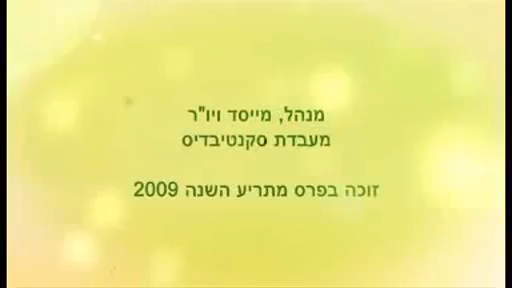 מנהל, מייסד ויו"ר
מעבדת סקנטיבדיס
זוכה בפרס מתריע השנה 2009